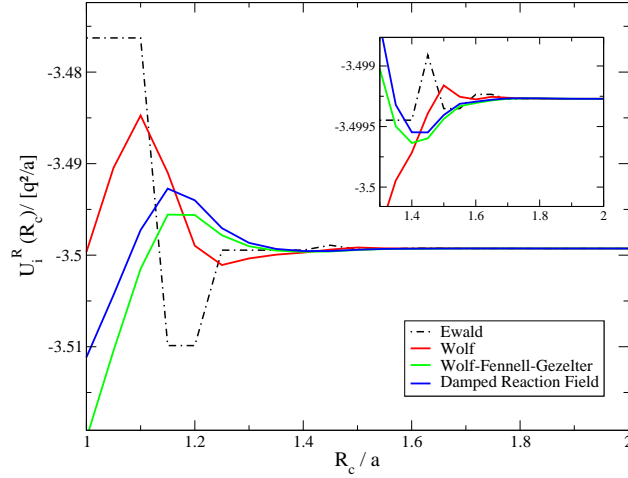 U_i^R (R_c) / [q²/a]
-3.48
-3.49
-3.5
-3.51
1
1.2
1.4
1.6
1.8
2
R_c / a
-3.499
-3.4995
-3.5
1.4
1.6
1.8
2
Ewald
Wolf
Wolf-Fennell-Gezelter
Damped Reaction Field